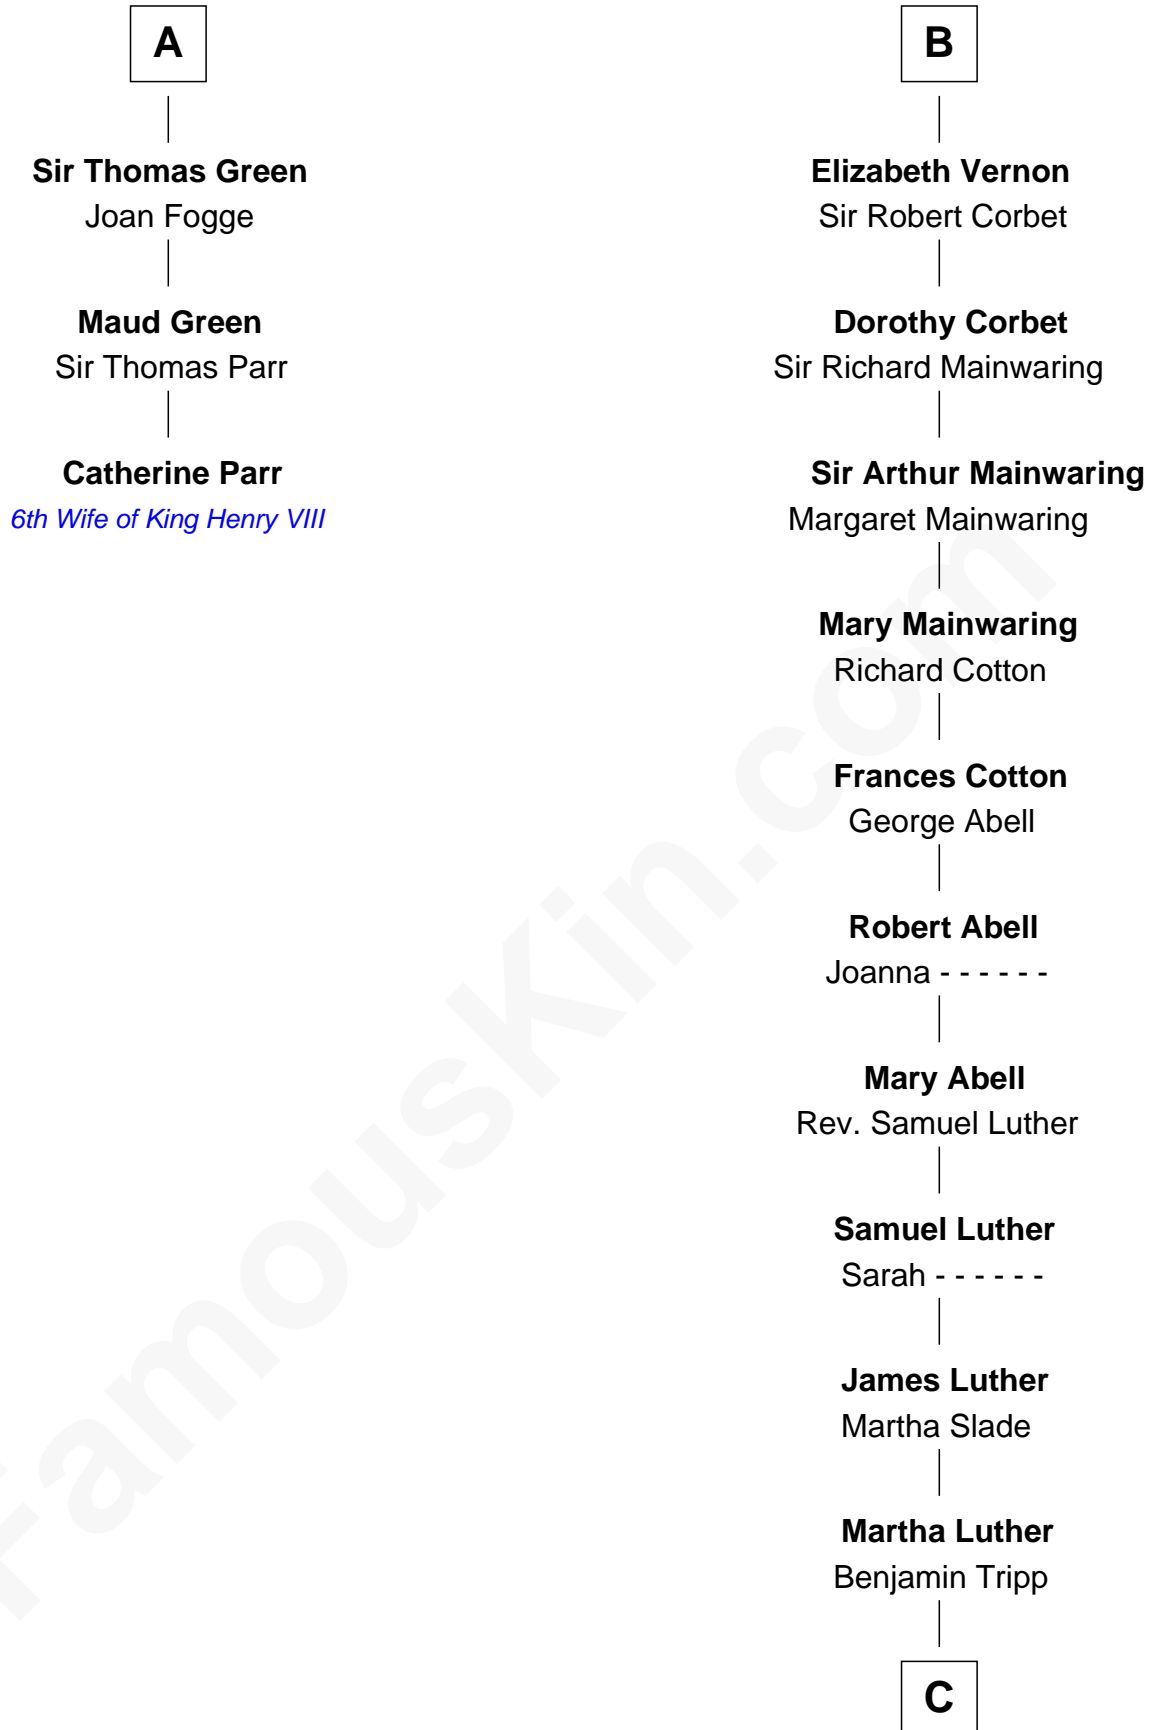 A
Sir Thomas Green
Joan Fogge
Maud Green
Sir Thomas Parr
Catherine Parr
6th Wife of King Henry VIII
B
Elizabeth Vernon
Sir Robert Corbet
Dorothy Corbet
Sir Richard Mainwaring
Sir Arthur Mainwaring
Margaret Mainwaring
Mary Mainwaring
Richard Cotton
Frances Cotton
George Abell
Robert Abell
Joanna - - - - - -
Mary Abell
Rev. Samuel Luther
Samuel Luther
Sarah - - - - - -
James Luther
Martha Slade
Martha Luther
Benjamin Tripp
C
FamousKin.com